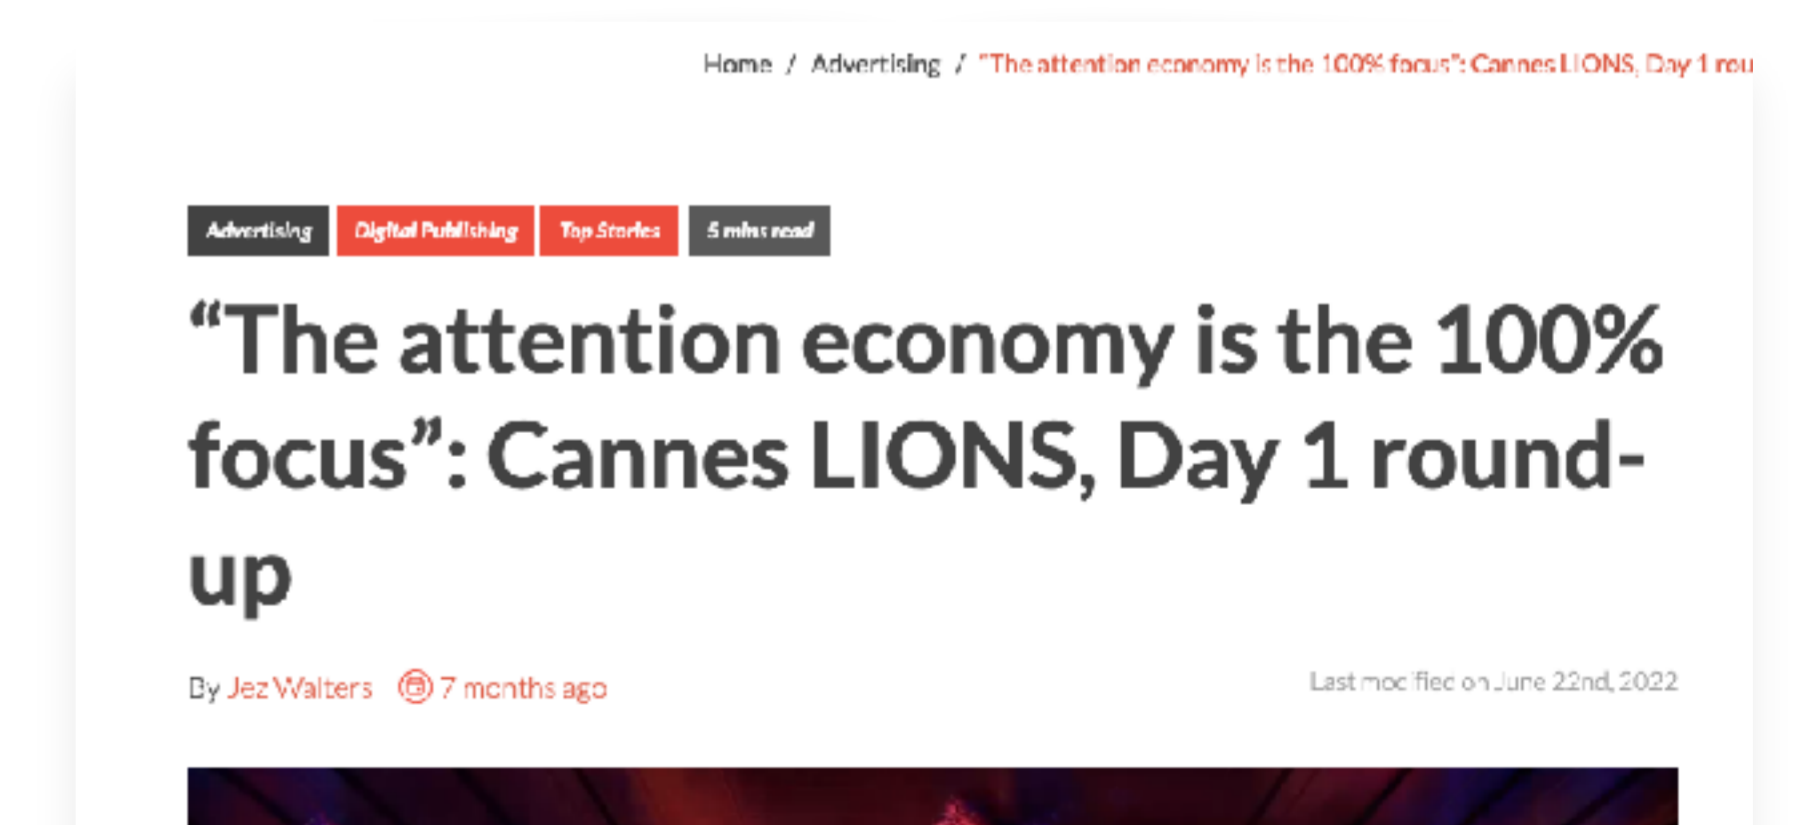 Home / Advertising / "The attention economy is the 100% focus": Cannes LIONS, Day 1 rou
Advertising Digital Publishing Top Stories 5 mins read
“The attention economy is the 100%
focus”: Cannes LIONS, Day 1 round-
up
By Jez Walters 7 months ago
Last modified on June 22nd, 2022